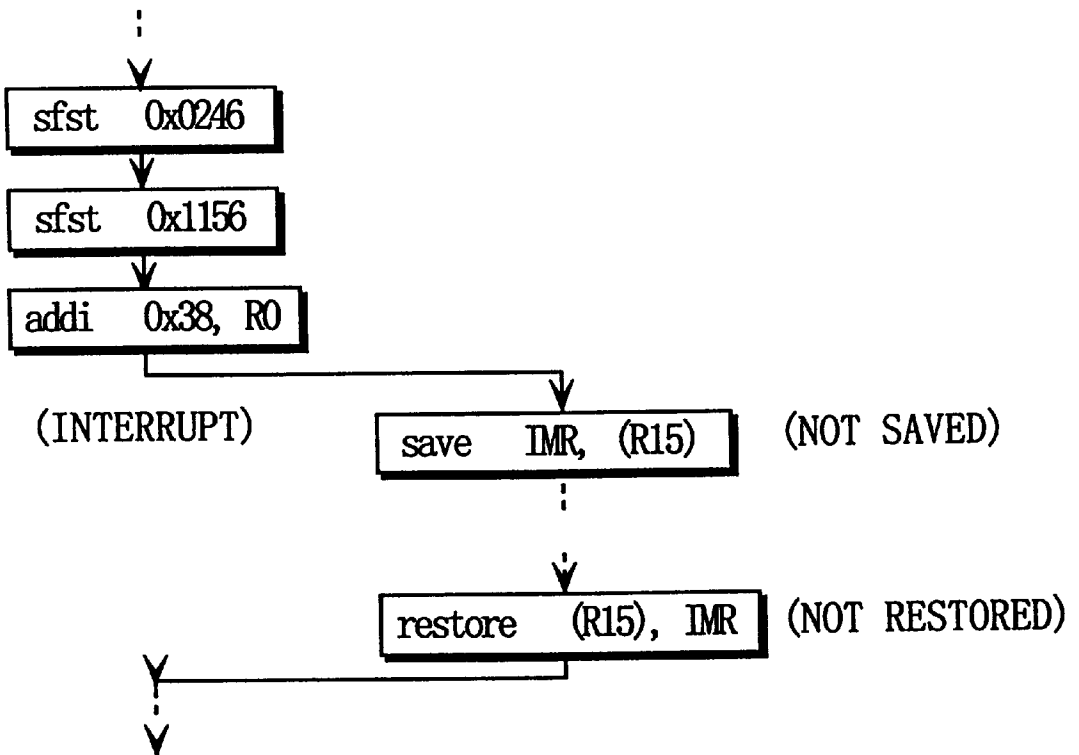 sfst 0x0246
sfst 0x1156
addi 0x38, R0
(INTERRUPT)
save IMR, (R15)
(NOT SAVED)
restore (R15), IMR
(NOT RESTORED)